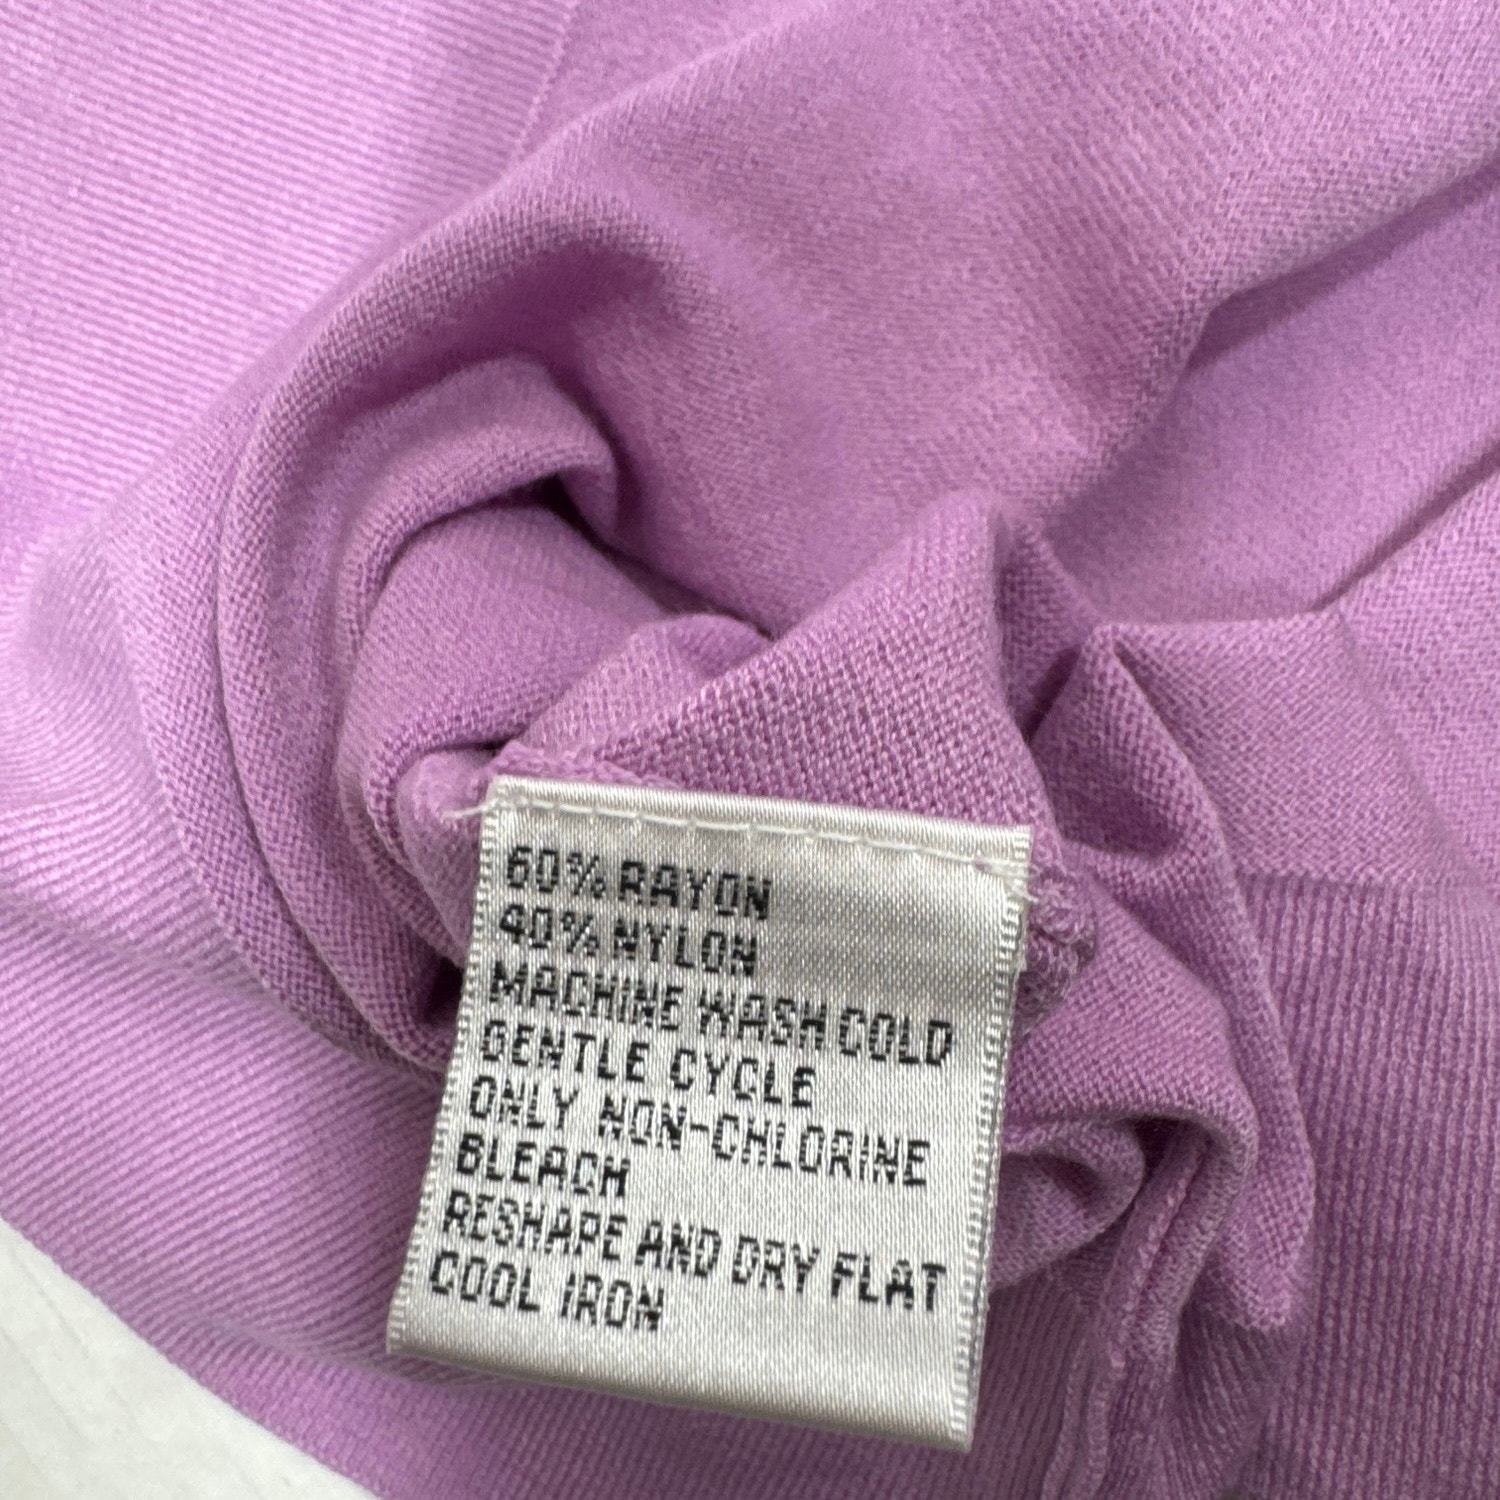 60% RAYON
40% NYLON
MACHINE WASH COLD
GENTLE CYCLE
ONLY NON-CHLORINE
BLEACH
RESHAPE AND DRY FLAT
COOL IRON